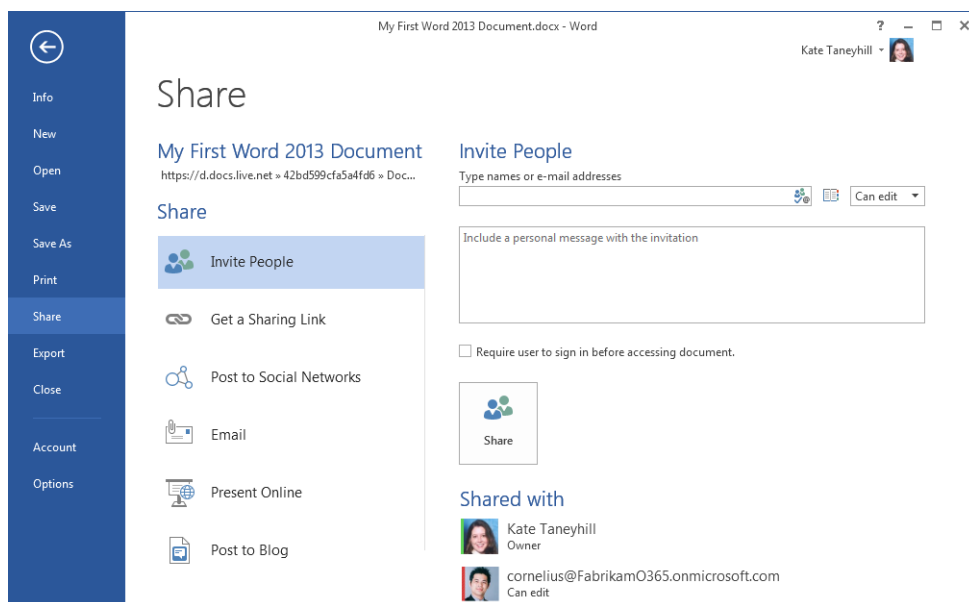 My First Word 2013 Document.docx - Word
?
Kate Taneyhill
Info
New
Open
Save
Save As
Print
Share
Export
Close
Account
Options
Share
My First Word 2013 Document
https://d.docs.live.net » 42bd599cfa5a4fd6 » Doc...
Share
Invite People
Get a Sharing Link
Post to Social Networks
Email
Present Online
Post to Blog
Invite People
Type names or e-mail addresses
Can edit
Include a personal message with the invitation
Require user to sign in before accessing document.
Share
Shared with
Kate Taneyhill
Owner
cornelius@FabrikamO365.onmicrosoft.com
Can edit